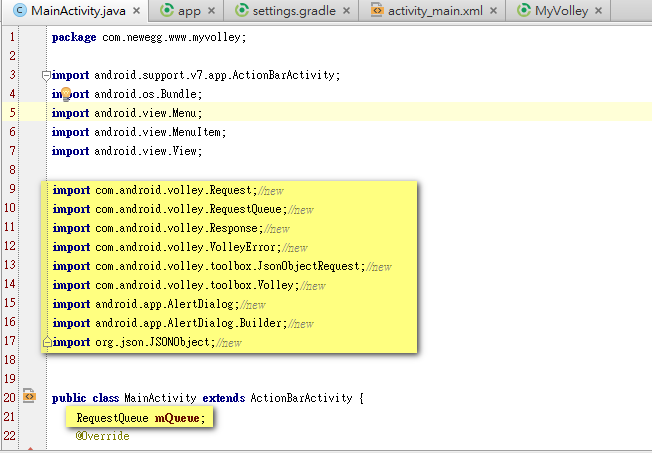 MainActivity.java × app × settings.gradle × activity_main.xml × MyVolley ×
1 package com.newegg.www.myvolley;
2
3 import android.support.v7.app.ActionBarActivity;
4 import android.os.Bundle;
5 import android.view.Menu;
6 import android.view.MenuItem;
7 import android.view.View;
8
9 import com.android.volley.Request;//new
10 import com.android.volley.RequestQueue;//new
11 import com.android.volley.Response;//new
12 import com.android.volley.VolleyError;//new
13 import com.android.volley.toolbox.JsonObjectRequest;//new
14 import com.android.volley.toolbox.Volley;//new
15 import android.app.AlertDialog;//new
16 import android.app.AlertDialog.Builder;//new
17 import org.json.JSONObject;//new
18
19
20 public class MainActivity extends ActionBarActivity {
21 RequestQueue mQueue;
22 @Override